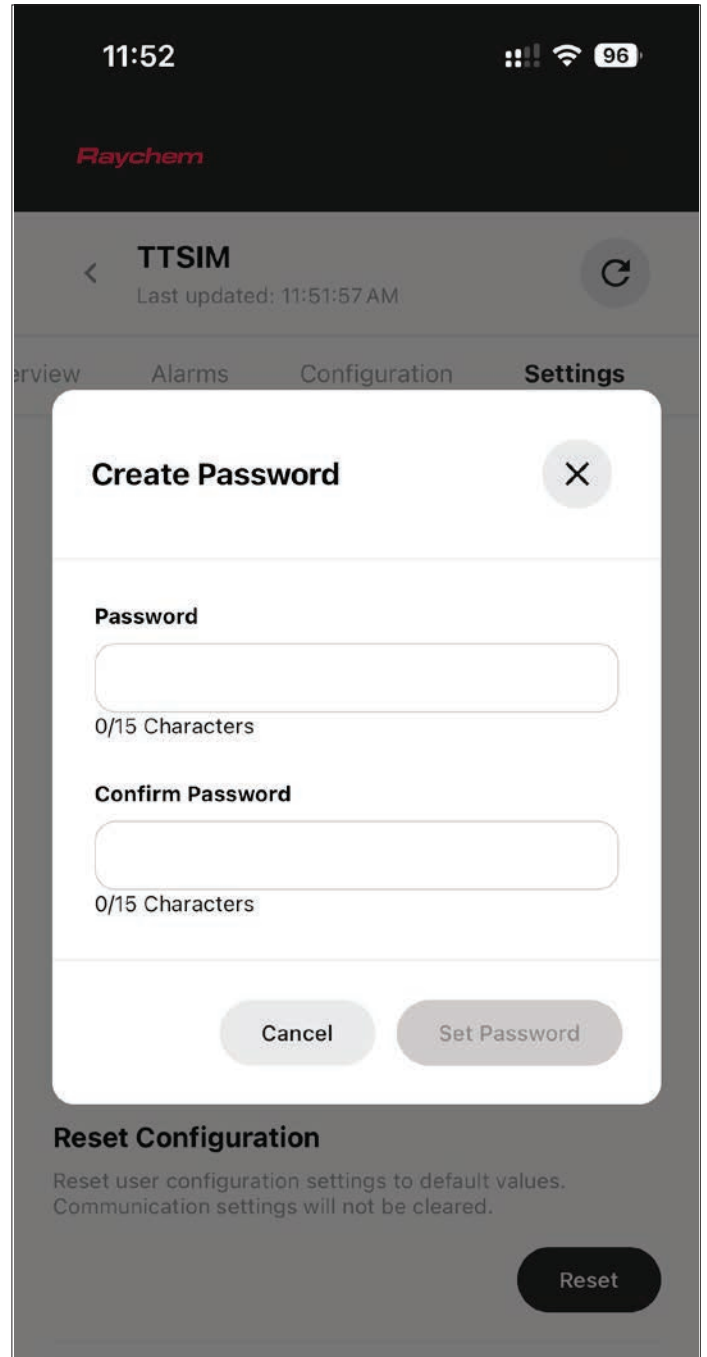 11:52
96
Raychem
TTSIM
Last updated: 11:51:57 AM
erview Alarms Configuration Settings
Create Password
Password
0/15 Characters
Confirm Password
0/15 Characters
Cancel Set Password
Reset Configuration
Reset user configuration settings to default values.
Communication settings will not be cleared.
Reset